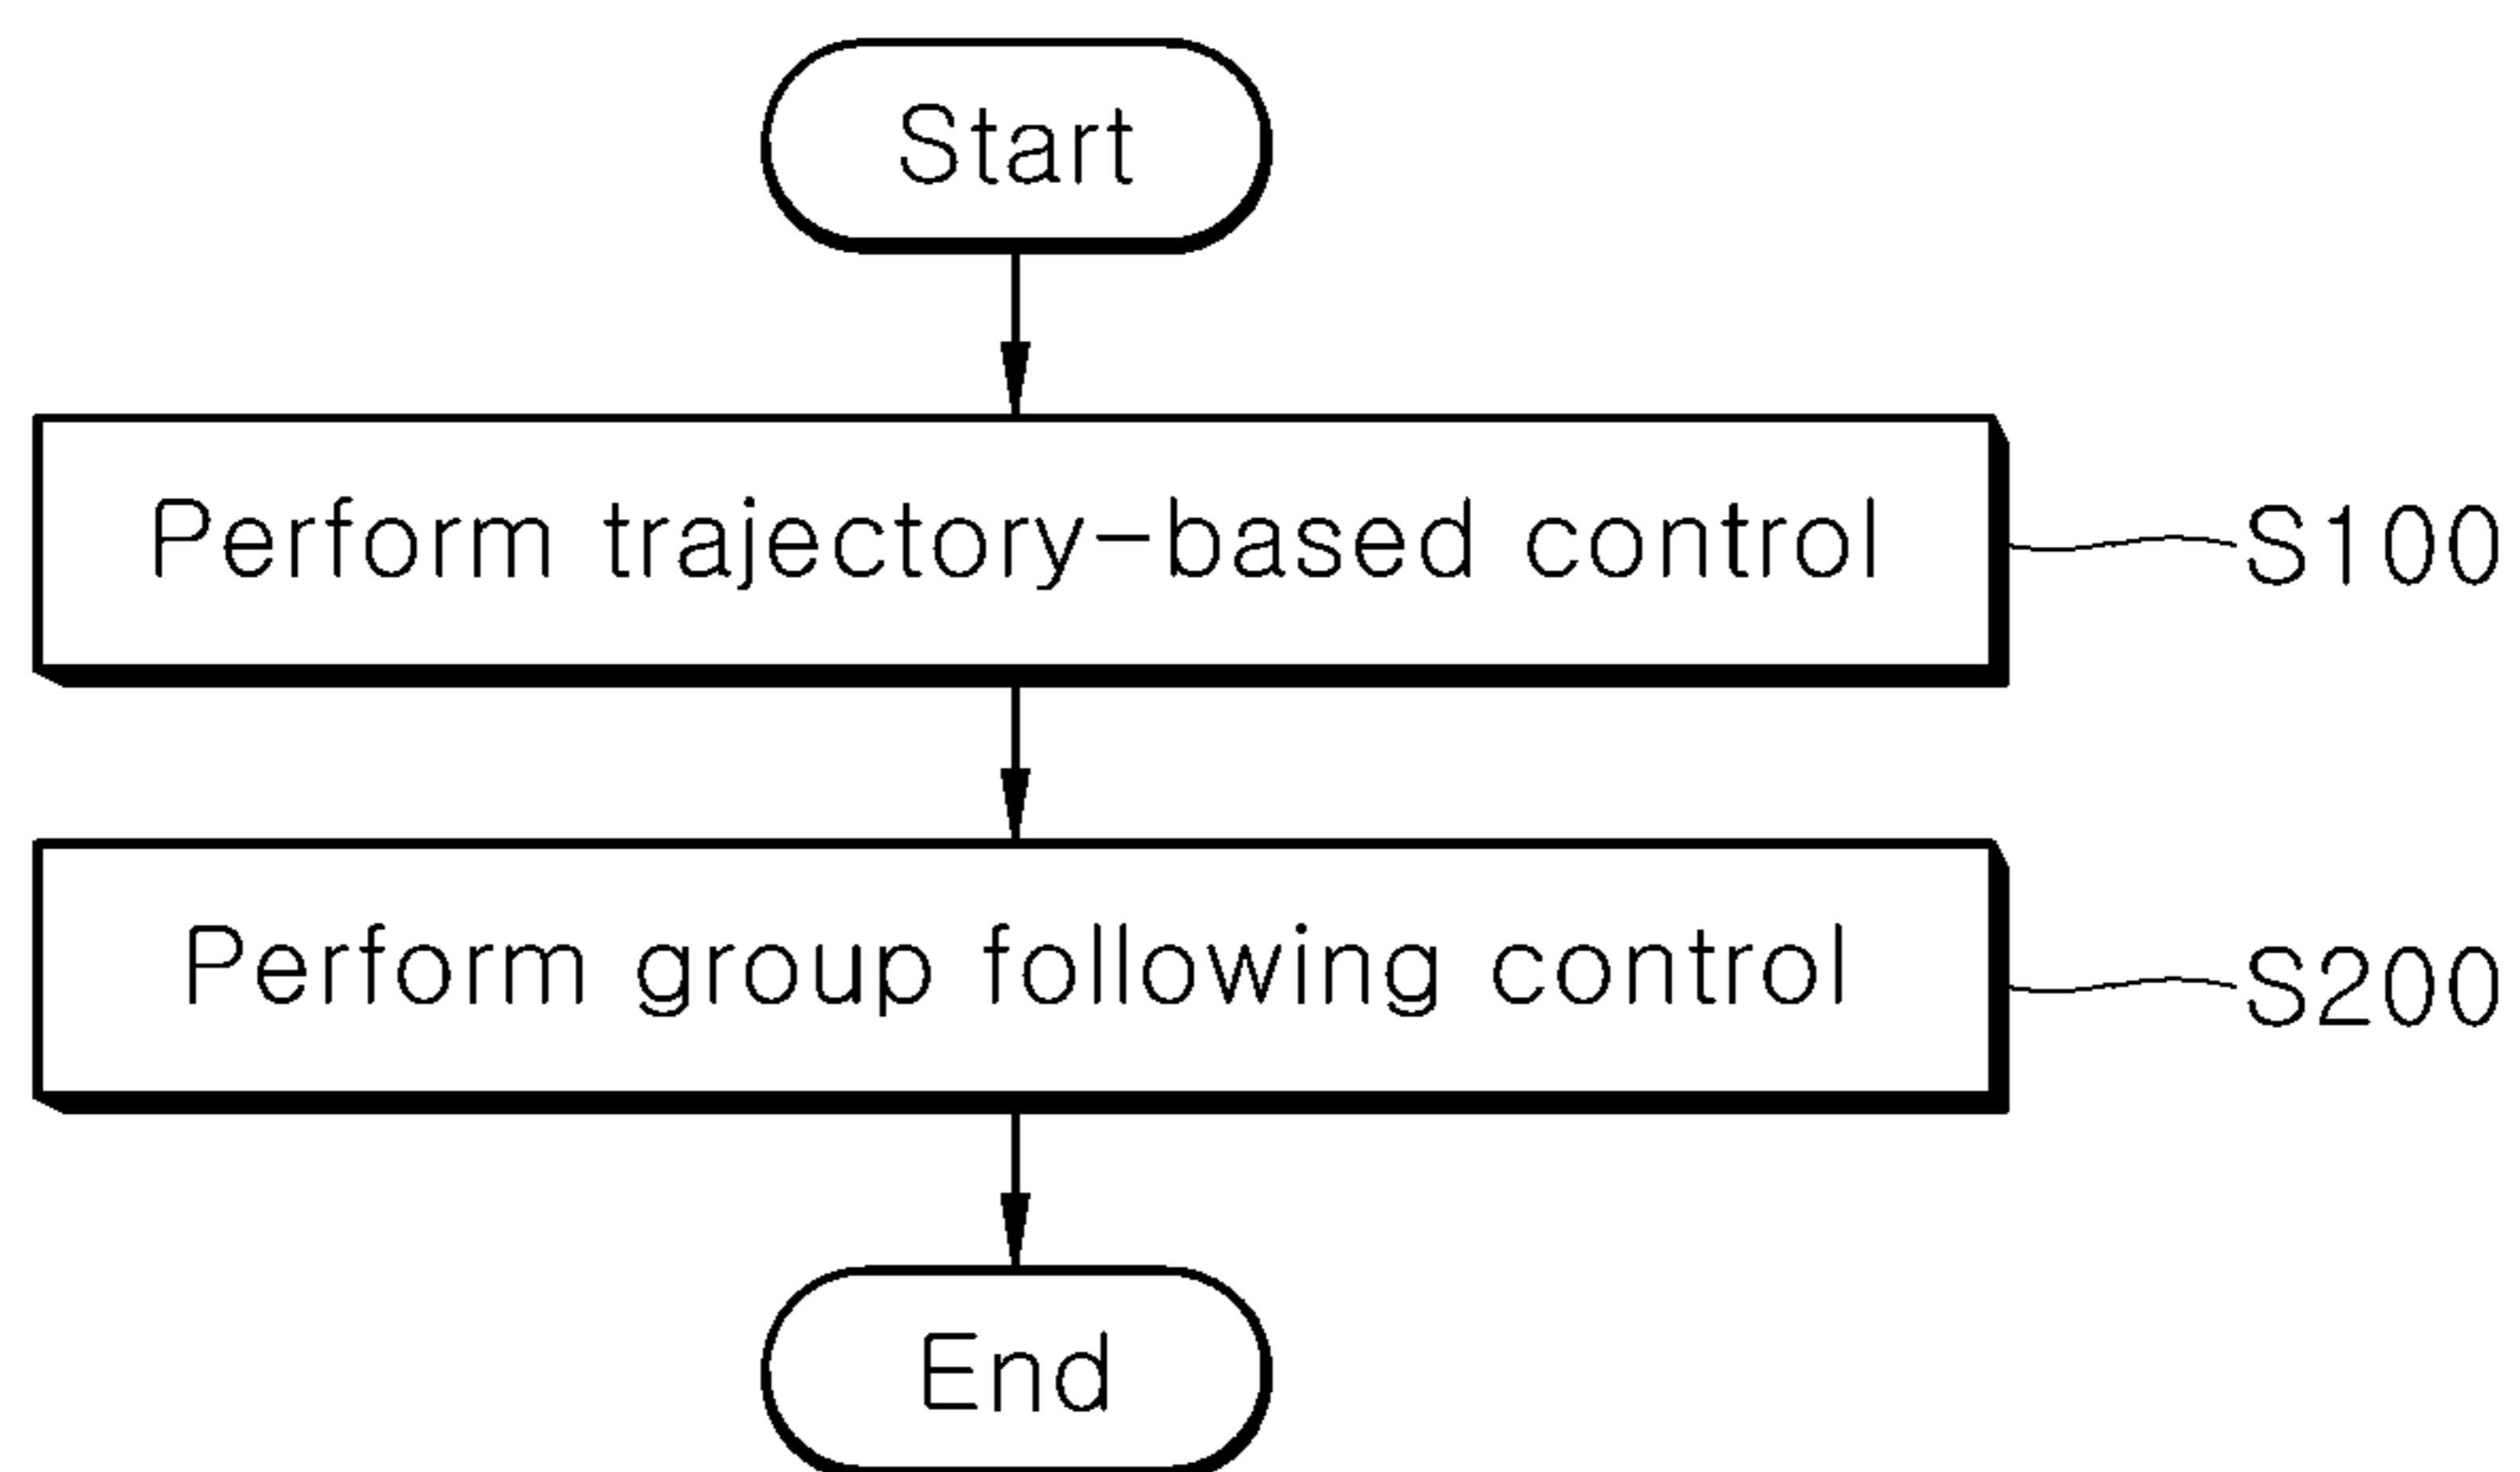 Start
Perform trajectory-based control
S100
Perform group following control
S200
End